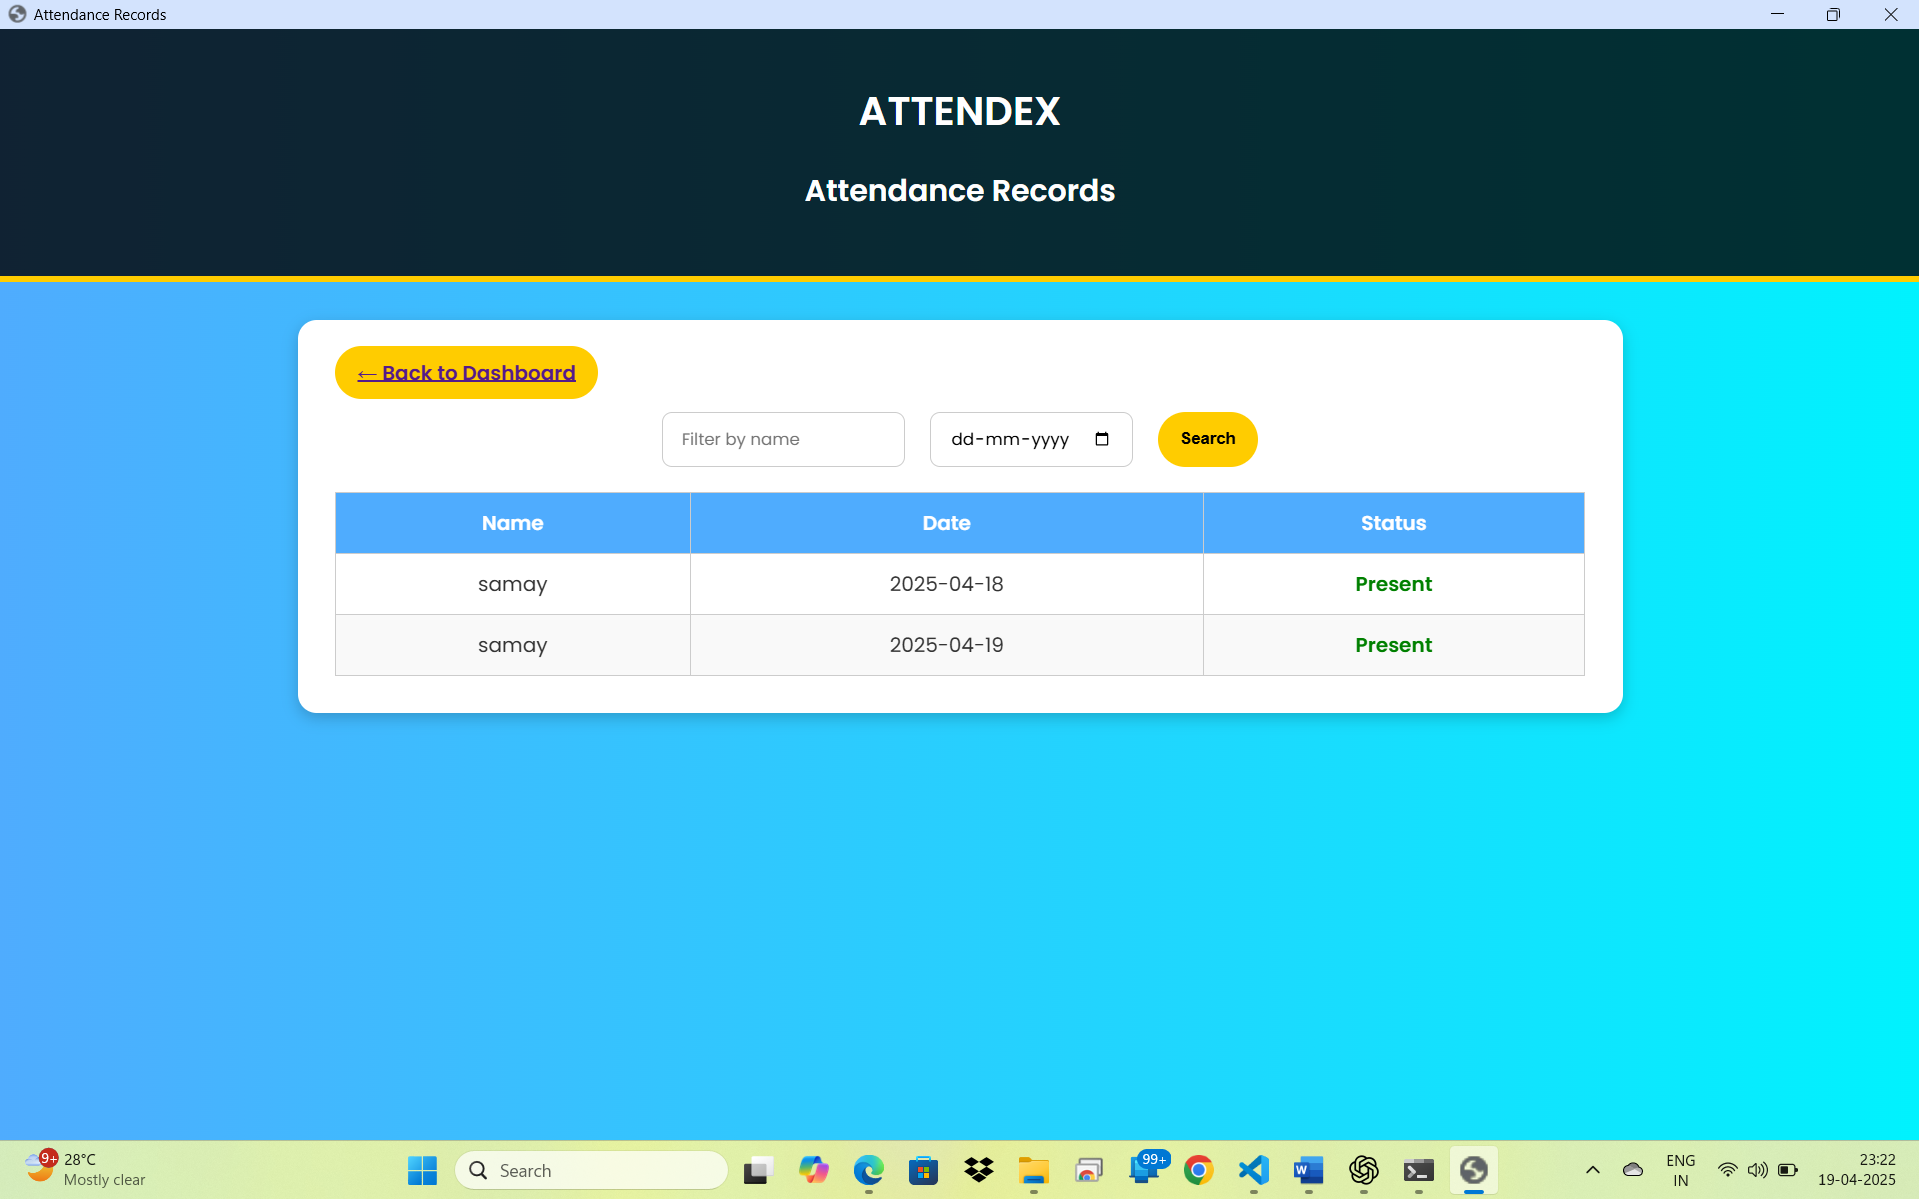 Attendance Records
ATTENDEX
Attendance Records
← Back to Dashboard
Filter by name dd-mm-yyyy Search
Name Date Status
samay 2025-04-18 Present
samay 2025-04-19 Present
9+ 28°C
Mostly clear
Search
99+
ENG
IN
23:22
19-04-2025